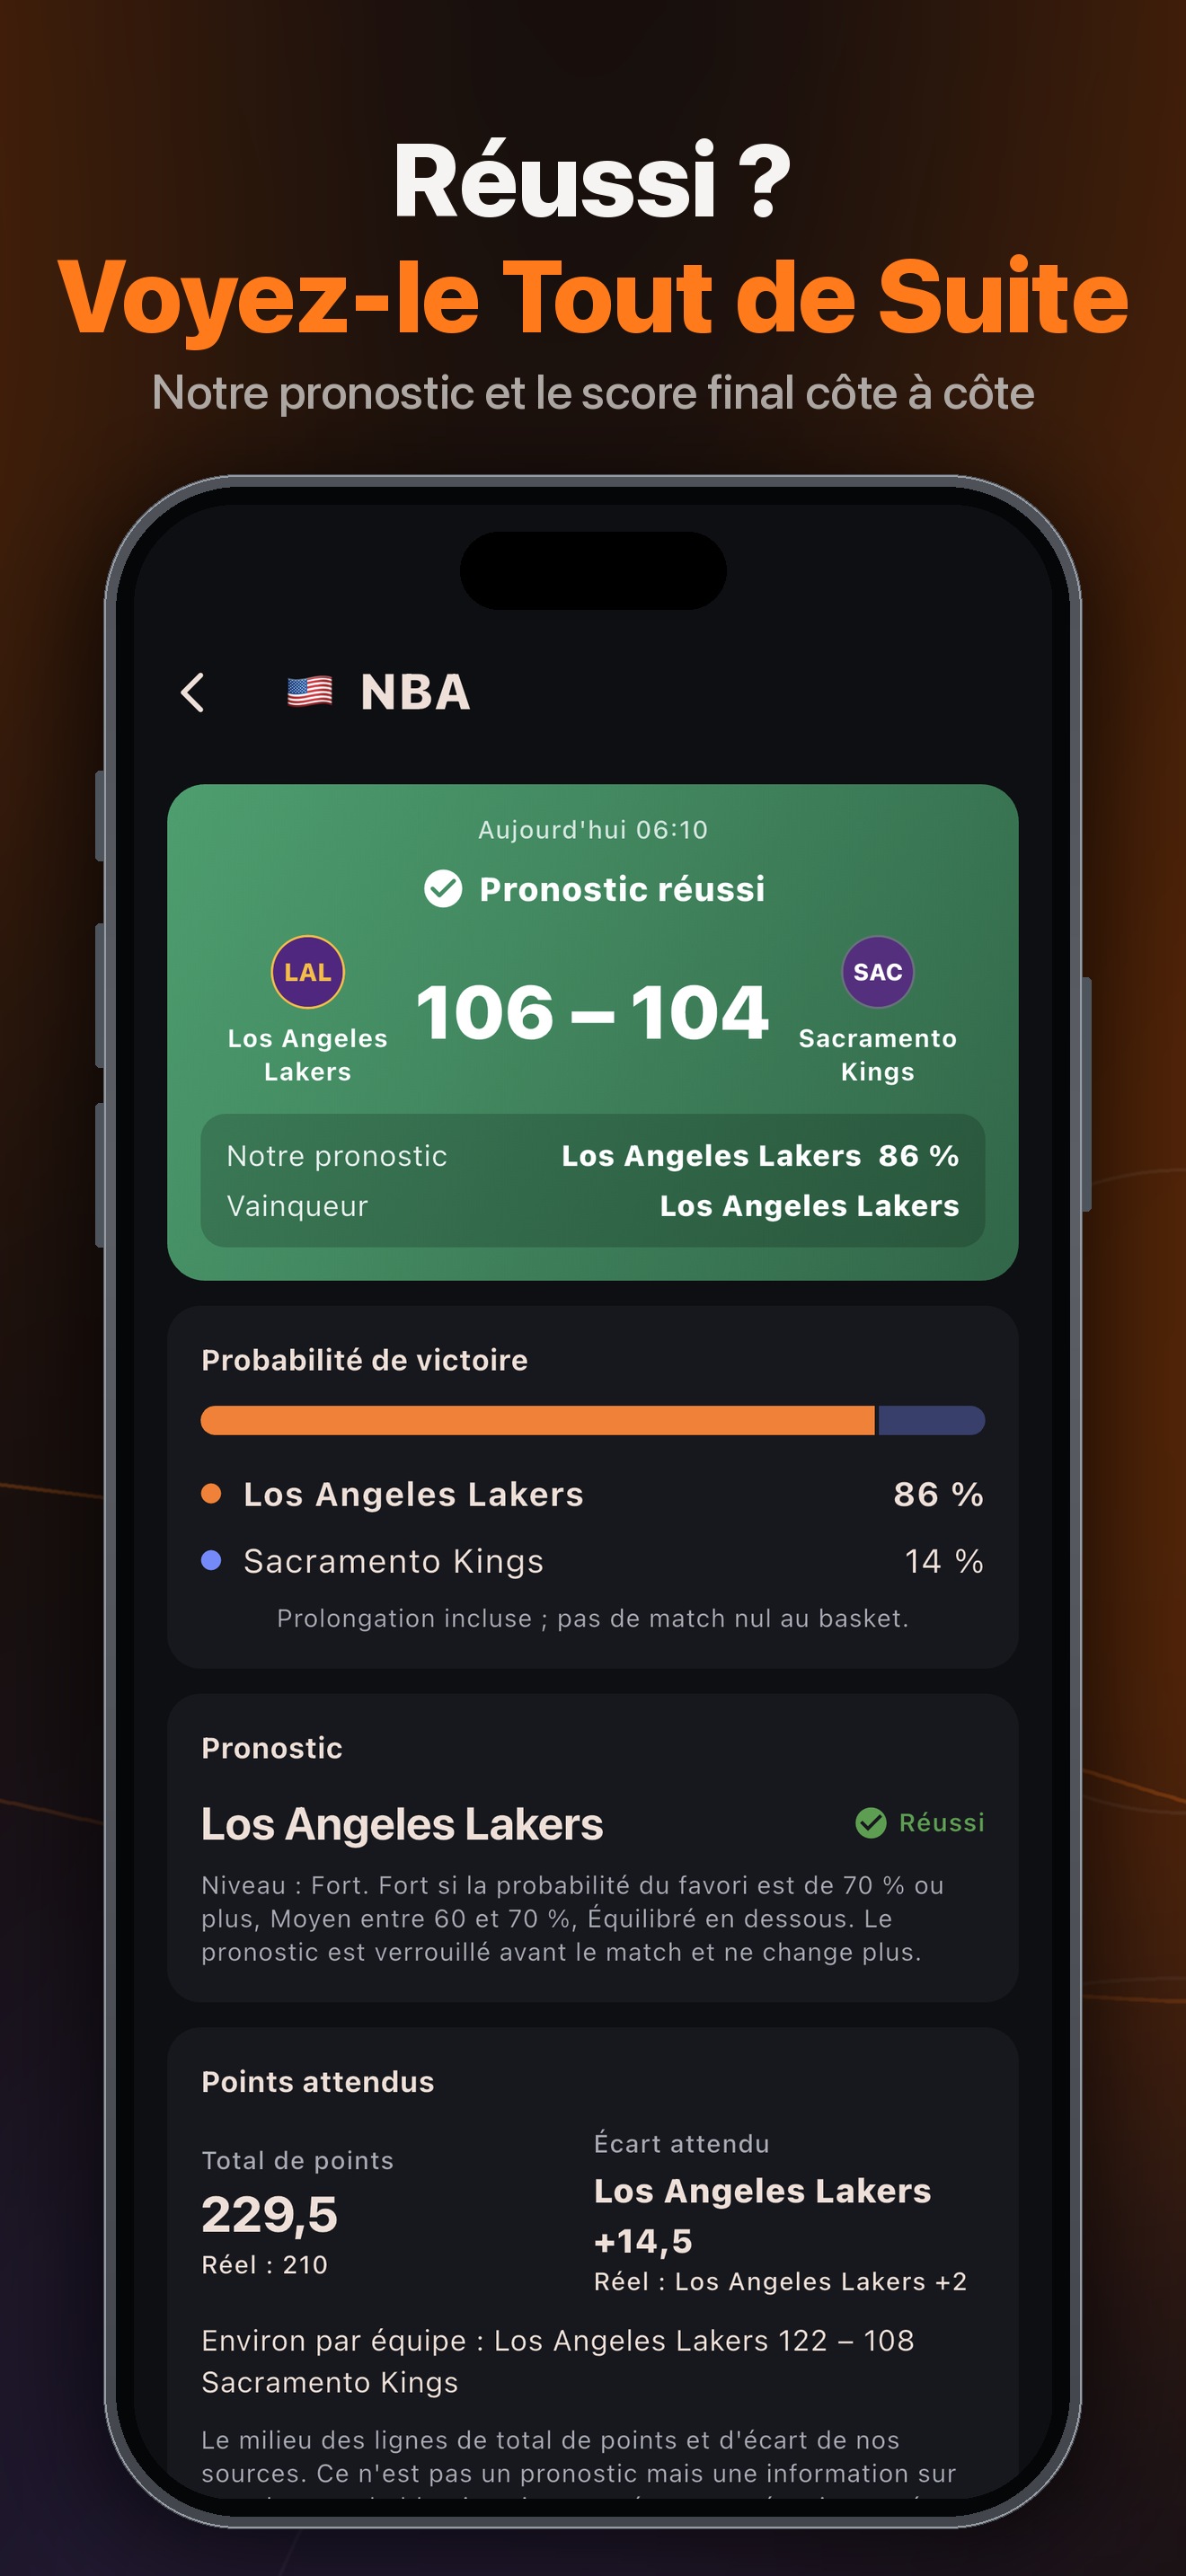 Réussi ?
Voyez-le Tout de Suite
Notre pronostic et le score final côte à côte
NBA
Aujourd'hui 06:10
Pronostic réussi
LAL
SAC
106 – 104
Los Angeles
Lakers
Sacramento
Kings
Notre pronostic Los Angeles Lakers 86 %
Vainqueur Los Angeles Lakers
Probabilité de victoire
Los Angeles Lakers 86 %
Sacramento Kings 14 %
Prolongation incluse ; pas de match nul au basket.
Pronostic
Los Angeles Lakers Réussi
Niveau : Fort. Fort si la probabilité du favori est de 70 % ou
plus, Moyen entre 60 et 70 %, Équilibré en dessous. Le
pronostic est verrouillé avant le match et ne change plus.
Points attendus
Total de points
229,5
Réel : 210
Écart attendu
Los Angeles Lakers
+14,5
Réel : Los Angeles Lakers +2
Environ par équipe : Los Angeles Lakers 122 – 108
Sacramento Kings
Le milieu des lignes de total de points et d'écart de nos
sources. Ce n'est pas un pronostic mais une information sur